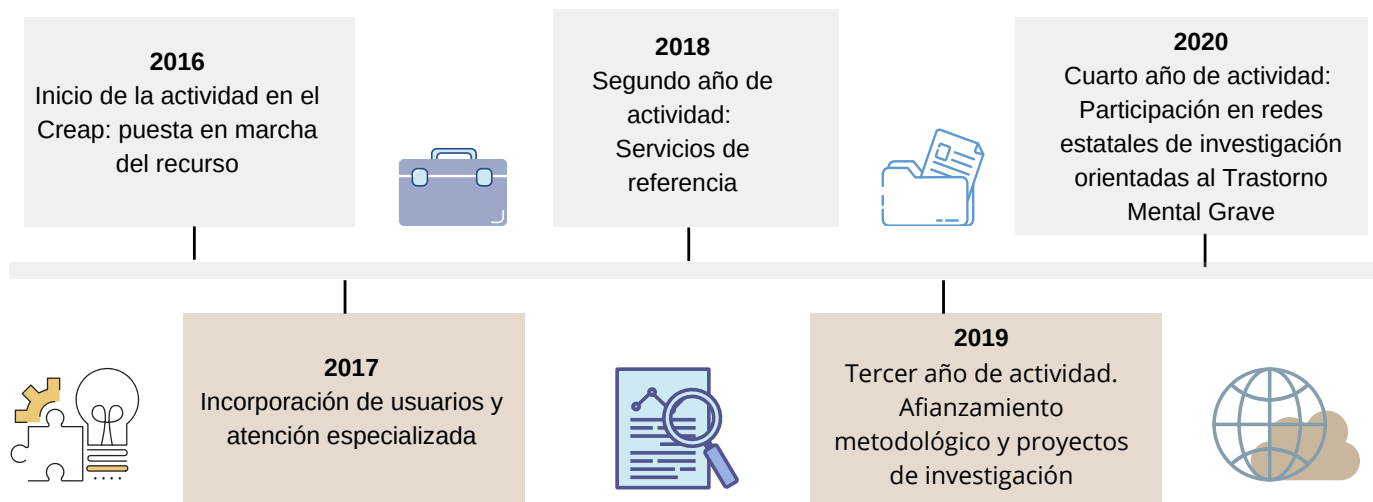 2016
Inicio de la actividad en el
Creap: puesta en marcha
del recurso
2017
Incorporación de usuarios y
atención especializada
2018
Segundo año de
actividad:
Servicios de
referencia
2019
Tercer año de actividad.
Afianzamiento
metodológico y proyectos
de investigación
2020
Cuarto año de actividad:
Participación en redes
estatales de investigación
orientadas al Trastorno
Mental Grave